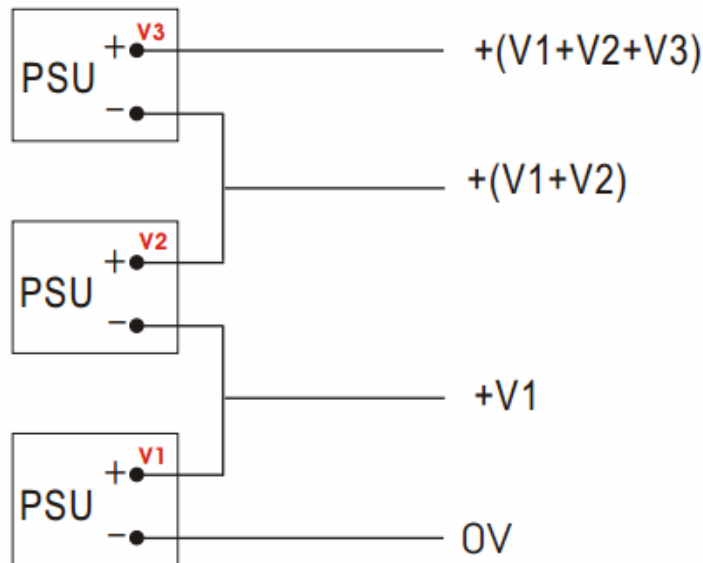 V3
+ +(V1+V2+V3)
PSU
−
+(V1+V2)
V2
+
PSU
−
+V1
V1
+
PSU
− 0V